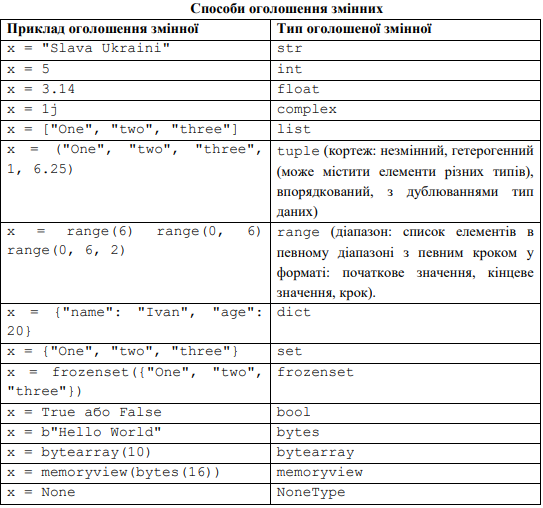 Способи оголошення змінних
Приклад оголошення змінної
Тип оголошеної змінної
x = "Slava Ukraini"
str
x = 5
int
x = 3.14
float
x = 1j
complex
x = ["One", "two", "three"]
list
x = ("One", "two", "three",
1, 6.25)
tuple (кортеж: незмінний, гетерогенний
(може містити елементи різних типів),
впорядкований, з дублюваннями тип
даних)
x = range(6) range(0, 6)
range(0, 6, 2)
range (діапазон: список елементів в
певному діапазоні з певним кроком у
форматі: початкове значення, кінцеве
значення, крок).
x = {"name": "Ivan", "age":
20}
dict
x = {"One", "two", "three"}
set
x = frozenset({"One", "two",
"three"})
frozenset
x = True або False
bool
x = b"Hello World"
bytes
x = bytearray(10)
bytearray
x = memoryview(bytes(16))
memoryview
x = None
NoneType